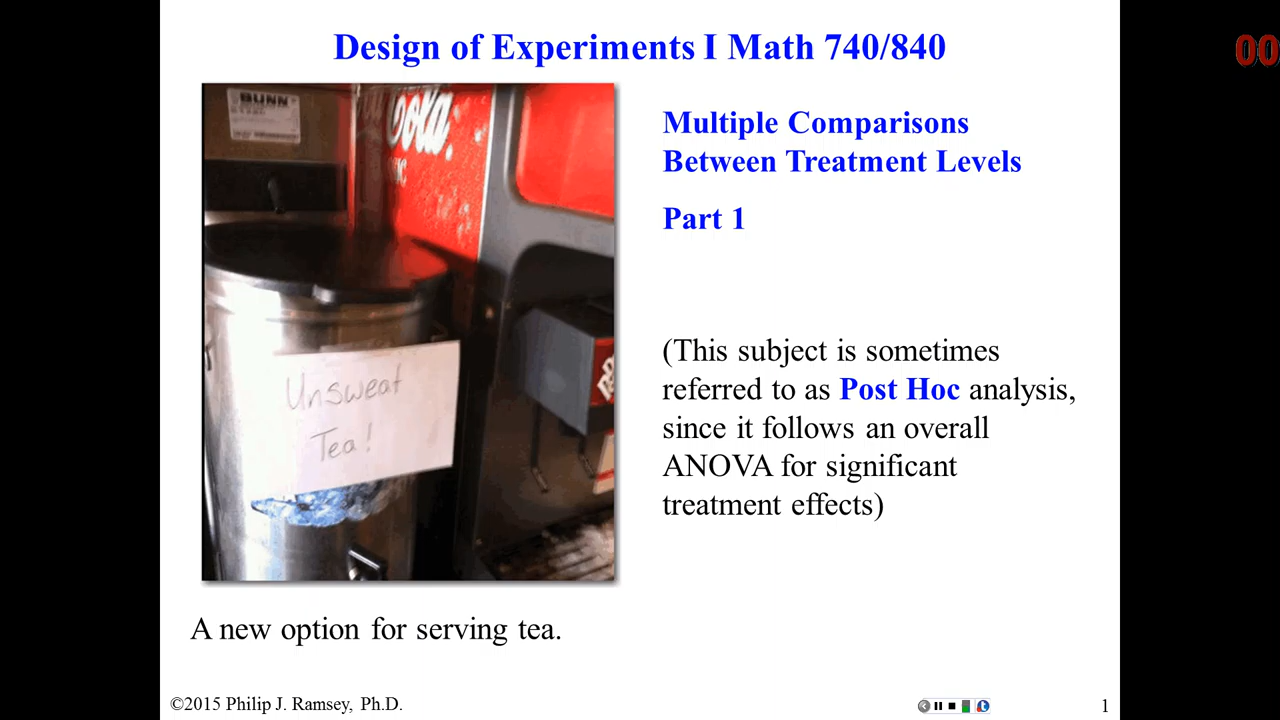 Design of Experiments I Math 740/840
00
BUNN
Cola
Multiple Comparisons
Between Treatment Levels
Part 1
(This subject is sometimes
referred to as Post Hoc analysis,
since it follows an overall
ANOVA for significant
treatment effects)
Unsweat
Tea!
A new option for serving tea.
©2015 Philip J. Ramsey, Ph.D.
1